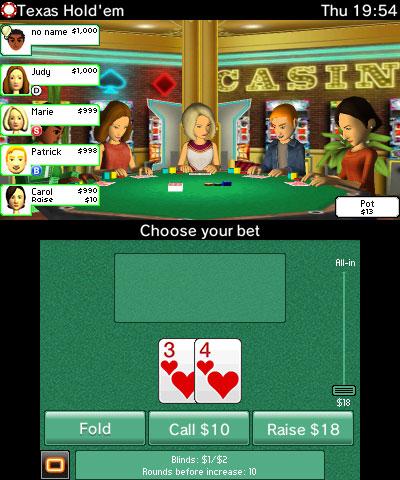 Texas Hold'em
Thu 19:54
no name $1,000
Judy $1,000
D
Marie $999
S
Patrick $998
B
Carol $990
Raise $10
CASIN
Pot
$13
Choose your bet
All-in
$18
3 4
Fold
Call $10
Raise $18
Blinds: $1/$2
Rounds before increase: 10